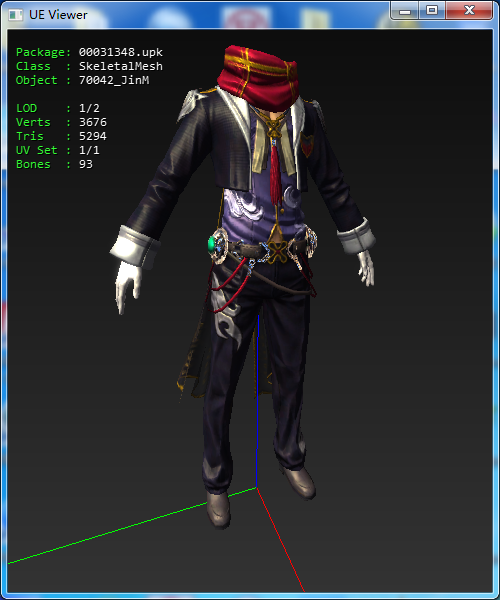 UE Viewer
Package: 00031348.upk
Class : SkeletalMesh
Object : 70042_JinM
LOD : 1/2
Verts : 3676
Tris : 5294
UV Set : 1/1
Bones : 93